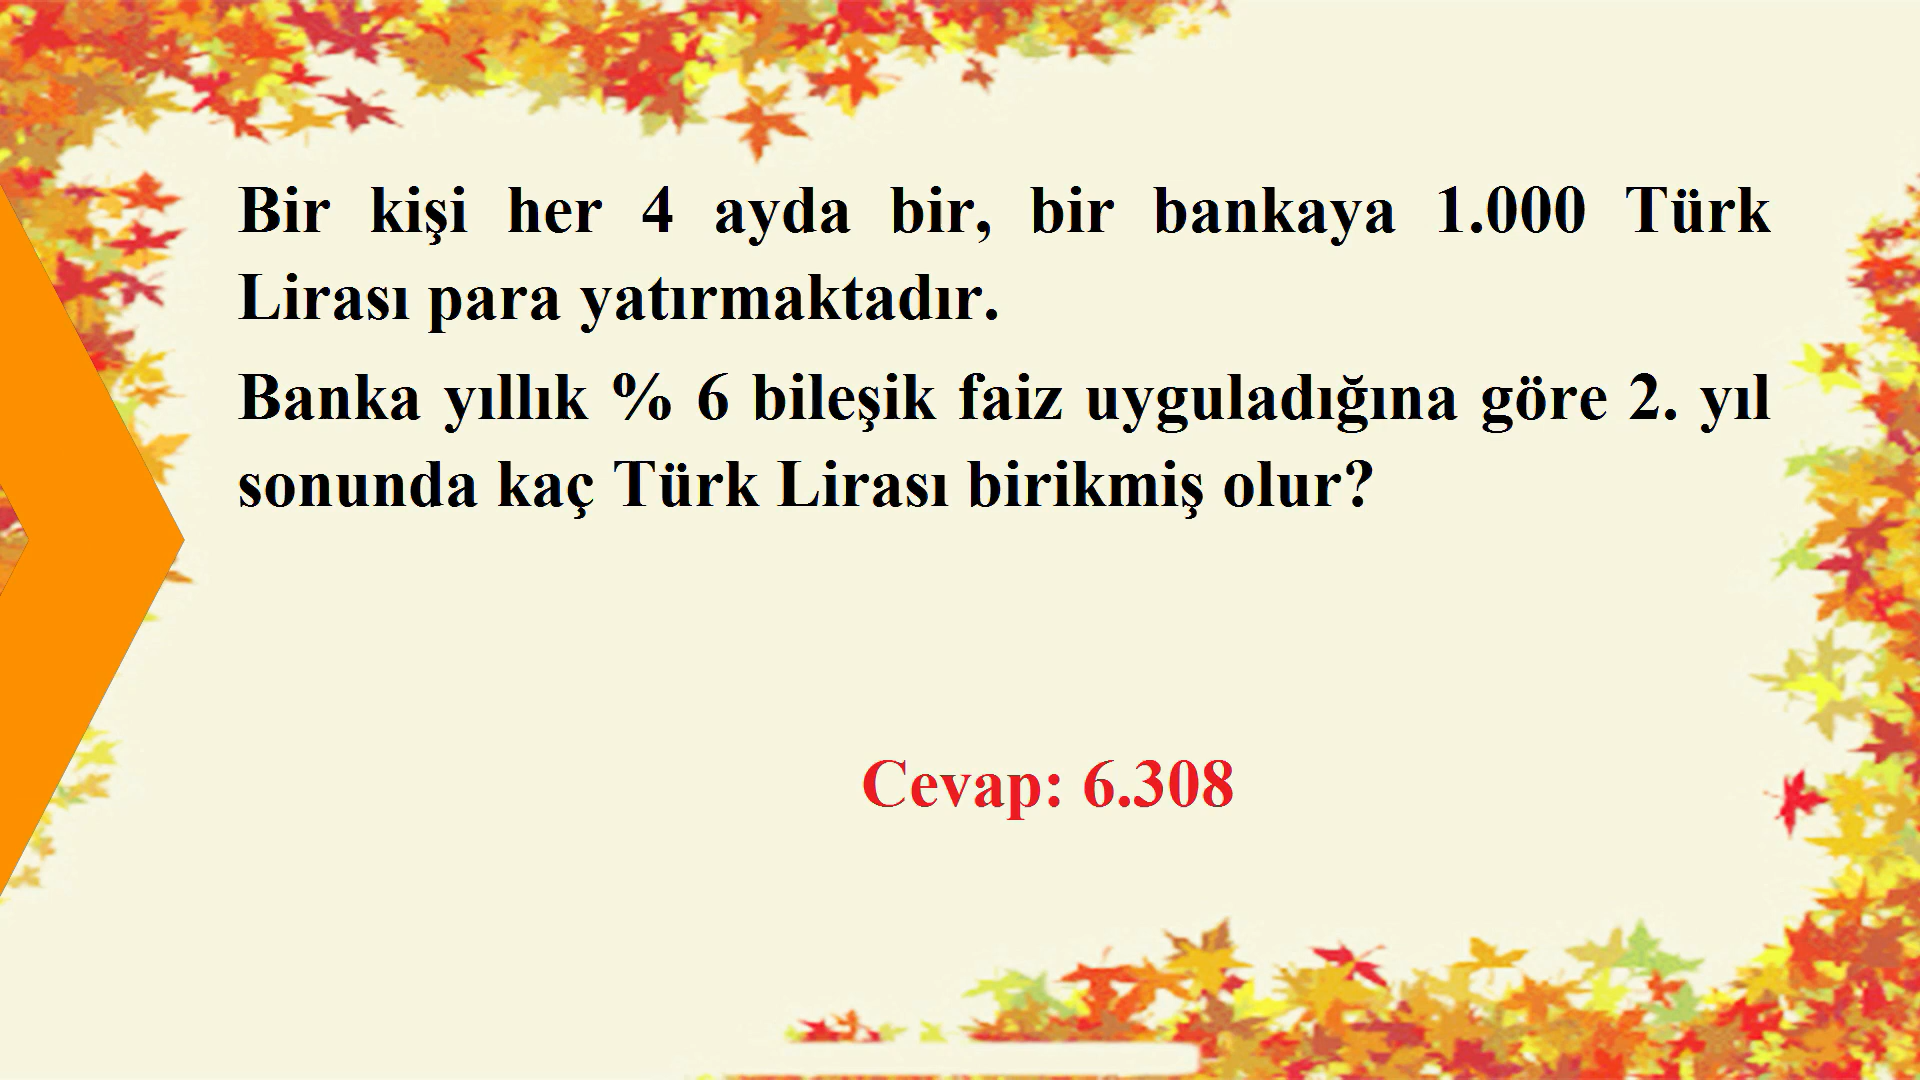 Bir kişi her 4 ayda bir, bir bankaya 1.000 Türk
Lirası para yatırmaktadır.
Banka yıllık % 6 bileşik faiz uyguladığına göre 2. yıl
sonunda kaç Türk Lirası birikmiş olur?
Cevap: 6.308